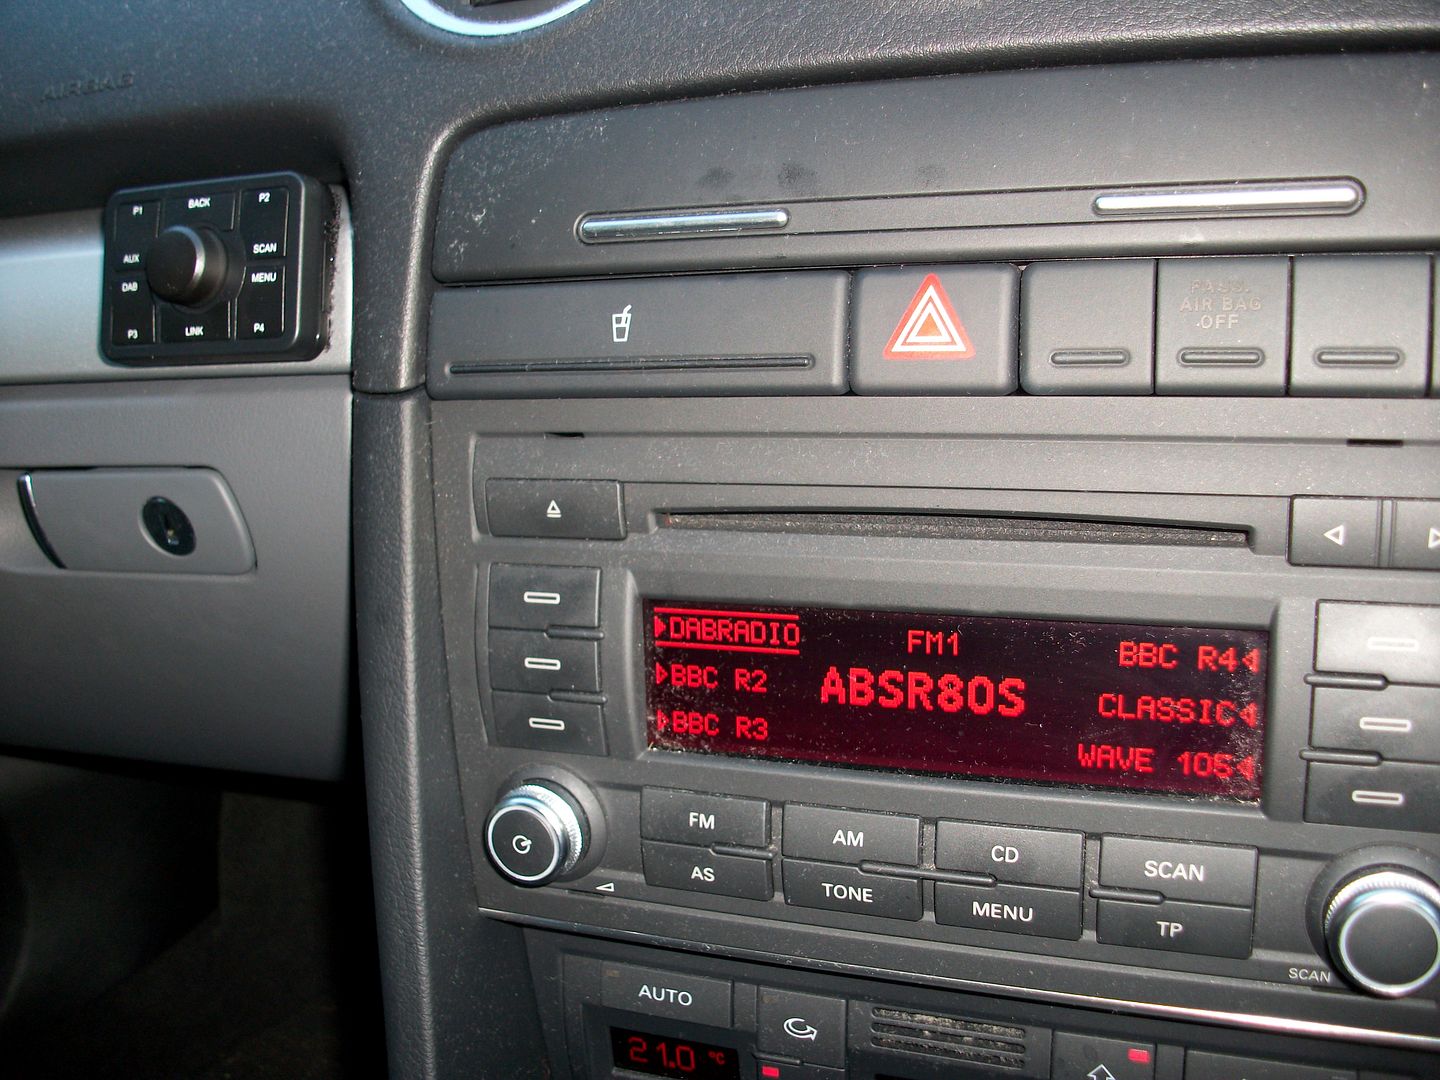 AIRBAG
P1 BACK P2
AUX SCAN
DAB MENU
P3 LINK P4
PASS.
AIR BAG
OFF
DABRADIO FM1 BBC R4
BBC R2 ABSR80S CLASSIC
BBC R3 WAVE 105
FM AM CD SCAN
AS TONE MENU TP
SCAN
AUTO
21.0 °C